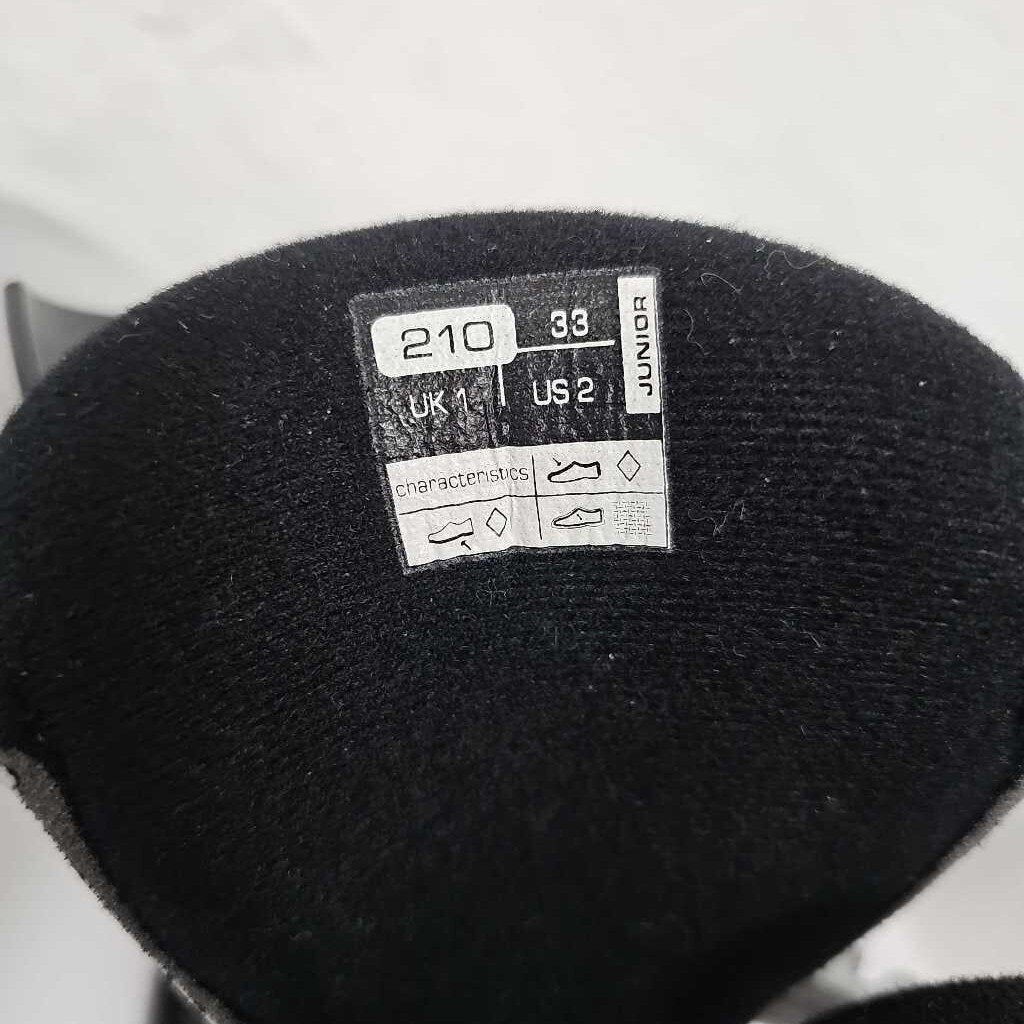 210 33
UK 1 US 2
JUNIOR
characteristics